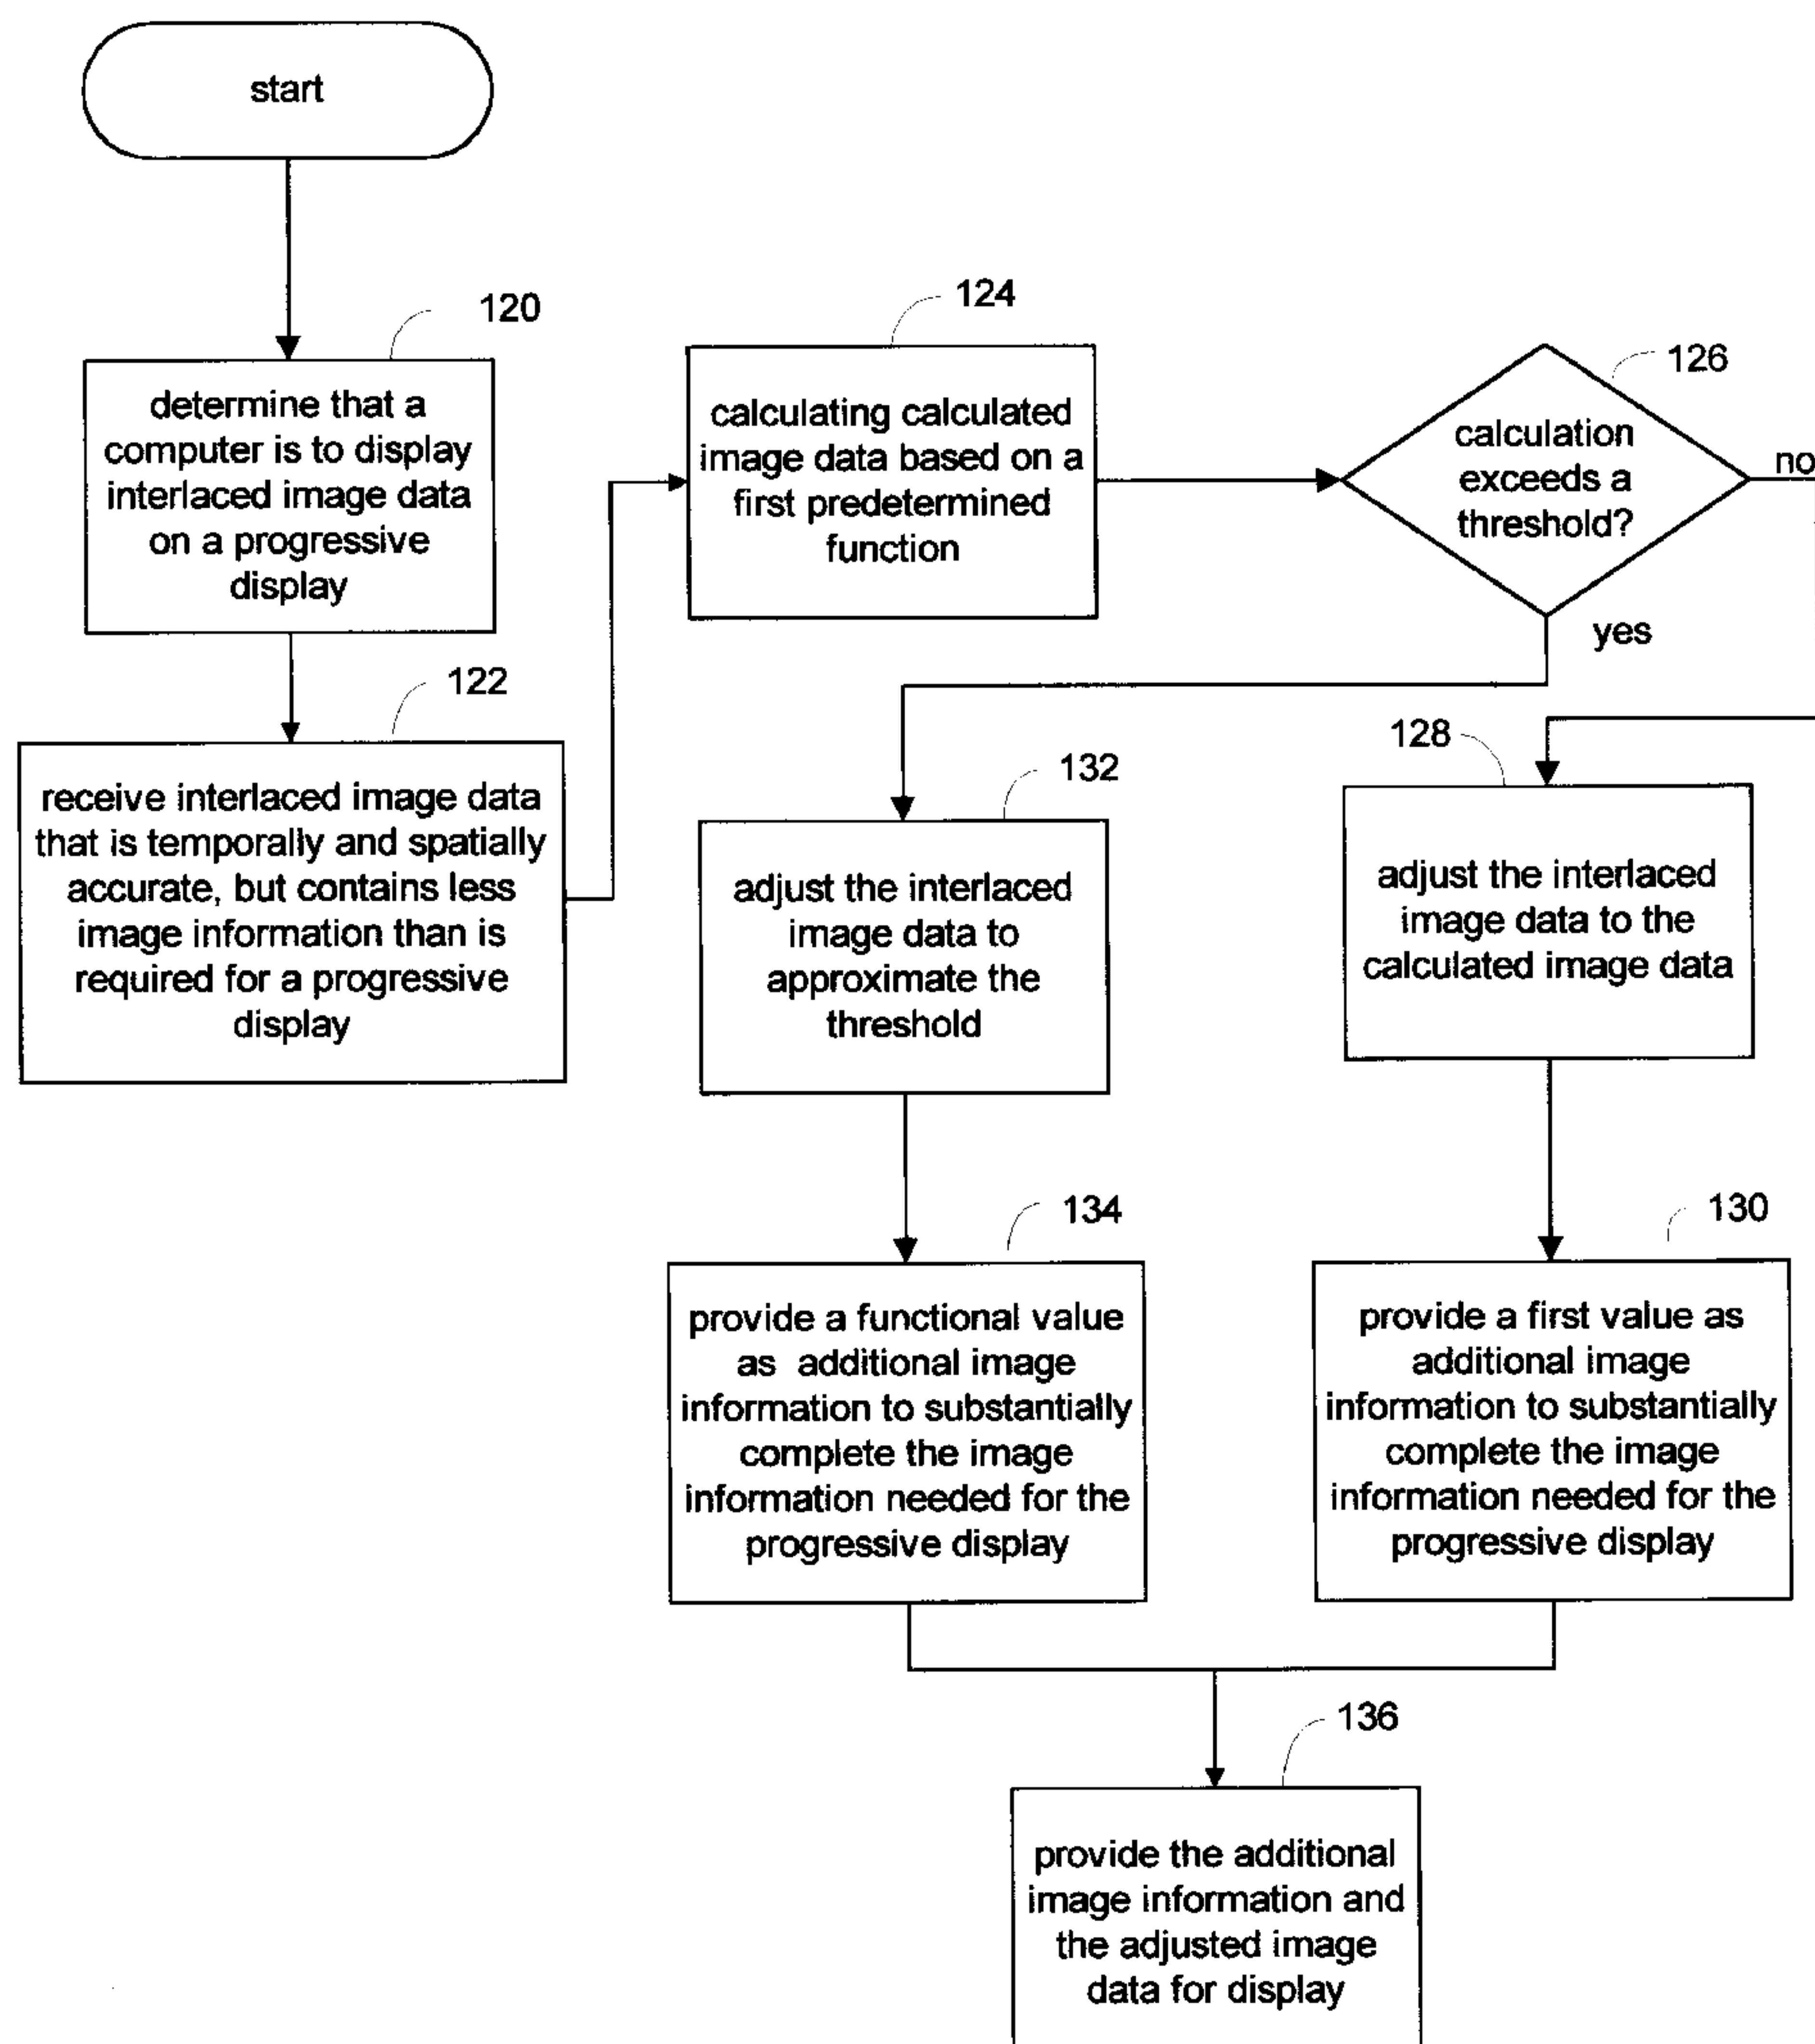 start
120
determine that a
computer is to display
interlaced image data
on a progressive
display
122
receive interlaced image data
that is temporally and spatially
accurate, but contains less
image information than is
required for a progressive
display
124
calculating calculated
image data based on a
first predetermined
function
126
calculation
exceeds a
threshold?
no
yes
132
adjust the interlaced
image data to
approximate the
threshold
128
adjust the interlaced
image data to the
calculated image data
134
provide a functional value
as additional image
information to substantially
complete the image
information needed for the
progressive display
130
provide a first value as
additional image
information to substantially
complete the image
information needed for the
progressive display
136
provide the additional
image information and
the adjusted image
data for display